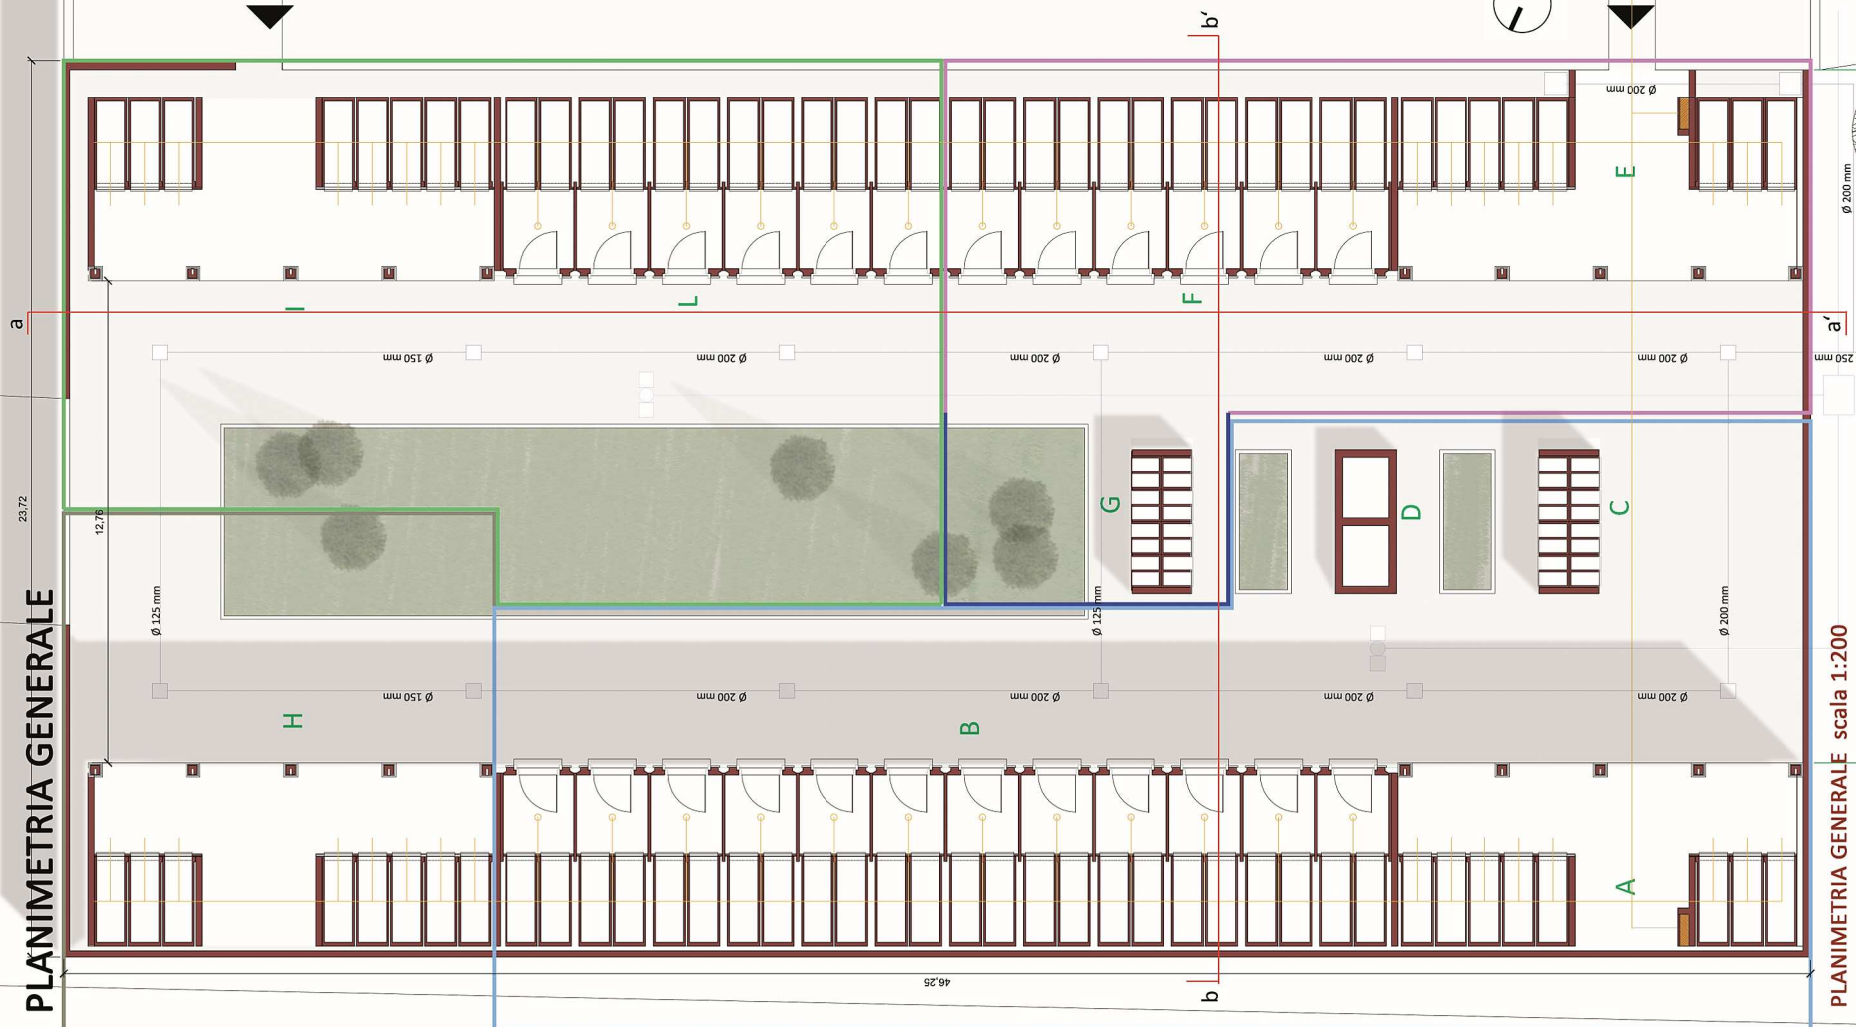 PLANIMETRIA GENERALE
23,72
12,76
a
a'
b'
b
Ø 200 mm
Ø 200 mm
E
I
L
F
Ø 150 mm
Ø 200 mm
Ø 200 mm
Ø 200 mm
Ø 200 mm
250 mm
G
D
C
Ø 125 mm
Ø 125 mm
Ø 200 mm
Ø 150 mm
Ø 200 mm
Ø 200 mm
Ø 200 mm
Ø 200 mm
H
B
A
46,25
PLANIMETRIA GENERALE scala 1:200